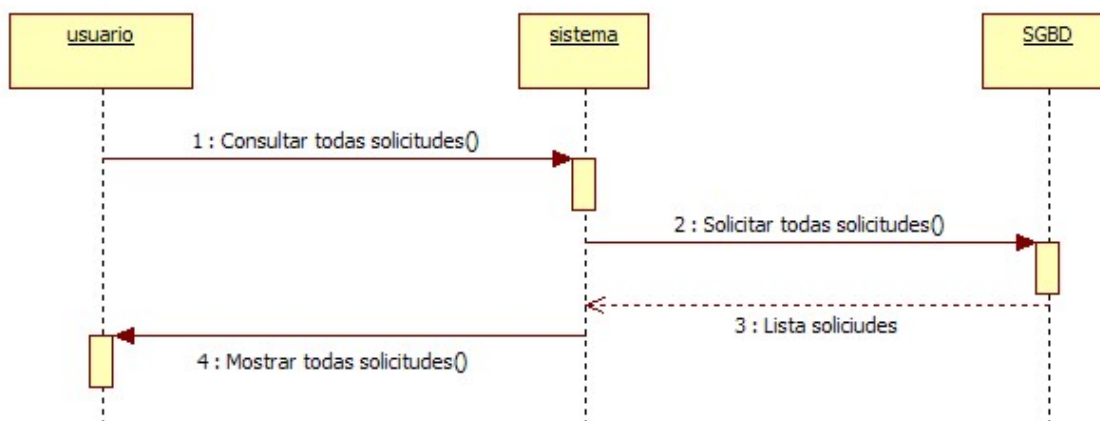 usuario
sistema
SGBD
1 : Consultar todas solicitudes()
2 : Solicitar todas solicitudes()
3 : Lista soliciudes
4 : Mostrar todas solicitudes()